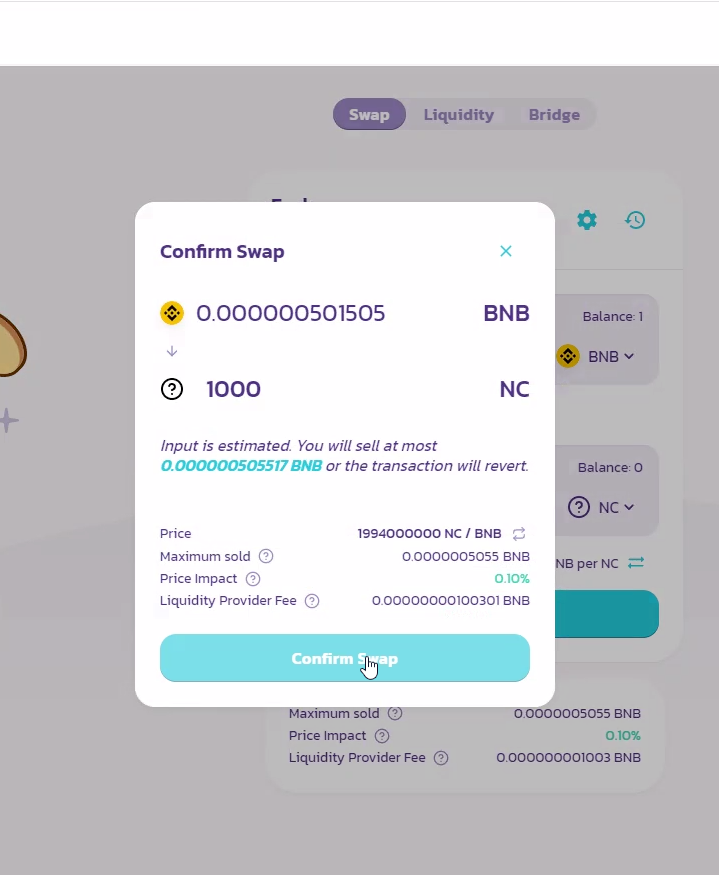 Swap Liquidity Bridge
Confirm Swap
Balance: 1
0.000000501505 BNB
BNB
1000 NC
Input is estimated. You will sell at most
0.000000505517 BNB or the transaction will revert.
Balance: 0
NC
Price 1994000000 NC / BNB
Maximum sold 0.0000005055 BNB
NB per NC
Price Impact 0.10%
Liquidity Provider Fee 0.00000000100301 BNB
Confirm Swap
Maximum sold 0.0000005055 BNB
Price Impact 0.10%
Liquidity Provider Fee 0.000000001003 BNB